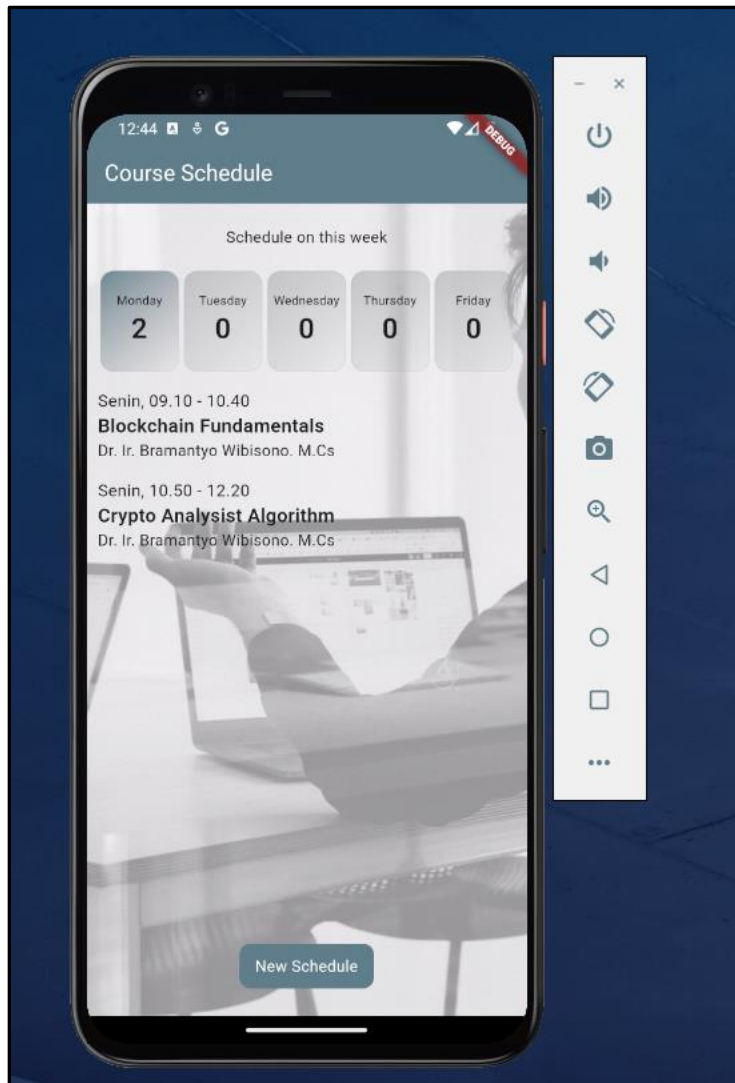 12:44
G
DEBUG
Course Schedule
Schedule on this week
Monday Tuesday Wednesday Thursday Friday
2 0 0 0 0
Senin, 09.10 - 10.40
Blockchain Fundamentals
Dr. Ir. Bramantyo Wibisono. M.Cs
Senin, 10.50 - 12.20
Crypto Analysist Algorithm
Dr. Ir. Bramantyo Wibisono. M.Cs
New Schedule